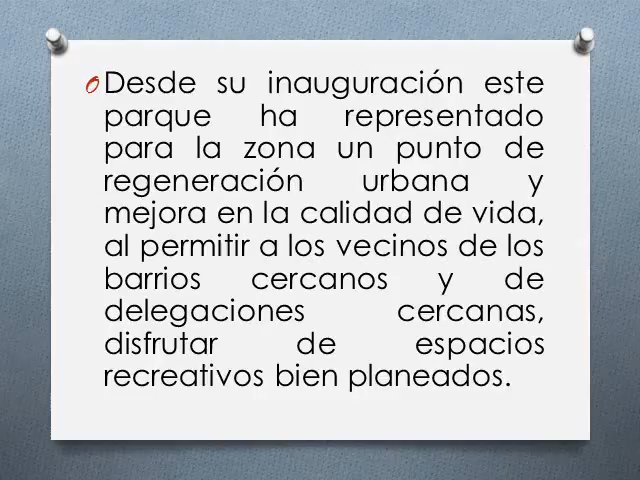 Desde su inauguración este
parque ha representado
para la zona un punto de
regeneración urbana y
mejora en la calidad de vida,
al permitir a los vecinos de los
barrios cercanos y de
delegaciones cercanas,
disfrutar de espacios
recreativos bien planeados.